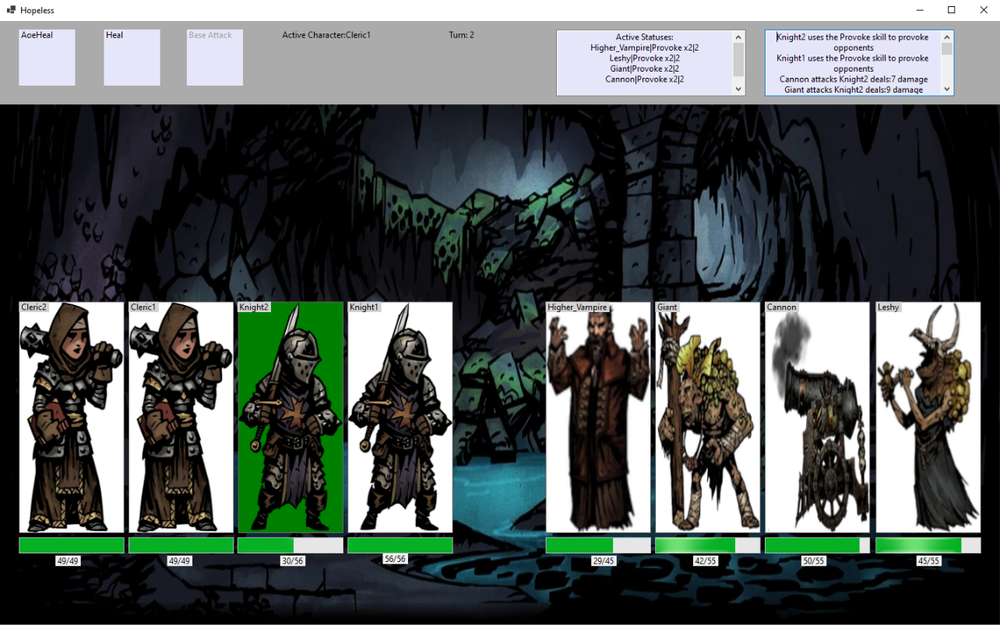 Hopeless
AoeHeal
Heal
Base Attack
Active Character:Cleric1
Turn: 2
Active Statuses:
Higher_Vampire|Provoke x2|2
Leshy|Provoke x2|2
Giant|Provoke x2|2
Cannon|Provoke x2|2
Knight2 uses the Provoke skill to provoke
opponents
Knight1 uses the Provoke skill to provoke
opponents
Cannon attacks Knight2 deals:7 damage
Giant attacks Knight2 deals:9 damage
Cleric2
Cleric1
Knight2
Knight1
Higher_Vampire
Giant
Cannon
Leshy
49/49
49/49
30/56
56/56
29/45
42/55
50/55
45/55